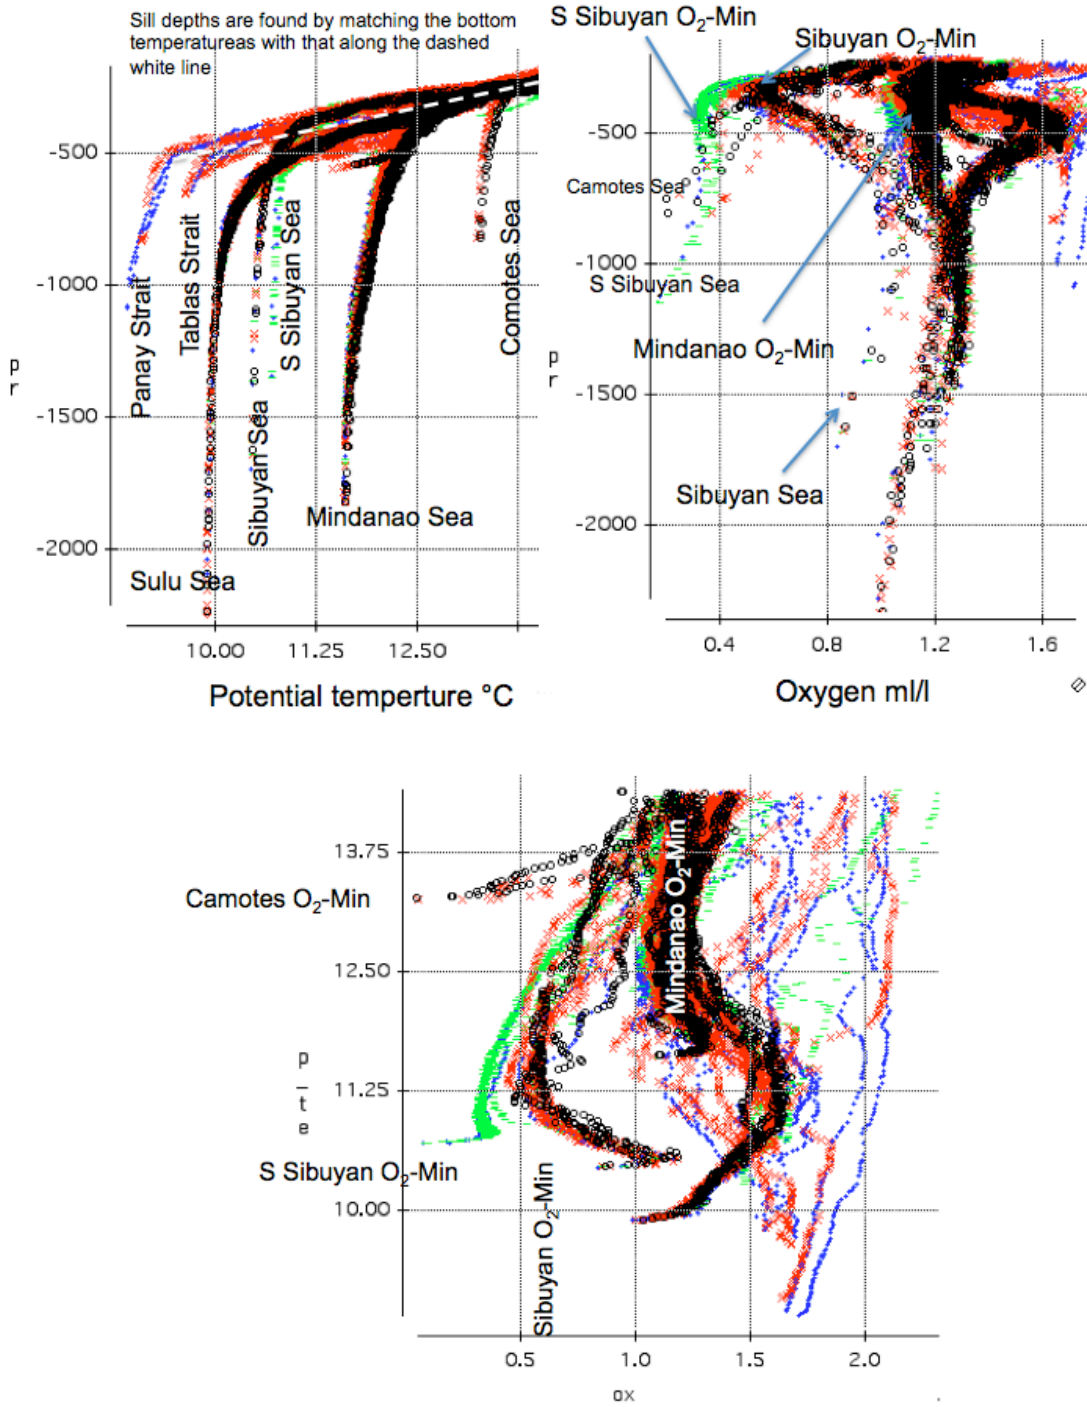 Sill depths are found by matching the bottom
temperatureas with that along the dashed
white line
-500
-1000
-1500
-2000
p
r
Panay Strait
Tablas Strait
Sibuyan Sea
S Sibuyan Sea
Comotes Sea
Mindanao Sea
Sulu Sea
10.00
11.25
12.50
Potential temperture °C
S Sibuyan O2-Min
Sibuyan O2-Min
-500
Camotes Sea
-1000
S Sibuyan Sea
Mindanao O2-Min
p
r
-1500
Sibuyan Sea
-2000
0.4
0.8
1.2
1.6
Oxygen ml/l
13.75
Camotes O2-Min
Mindanao O2-Min
12.50
p
_
t
e
11.25
S Sibuyan O2-Min
10.00
Sibuyan O2-Min
0.5
1.0
1.5
2.0
ox